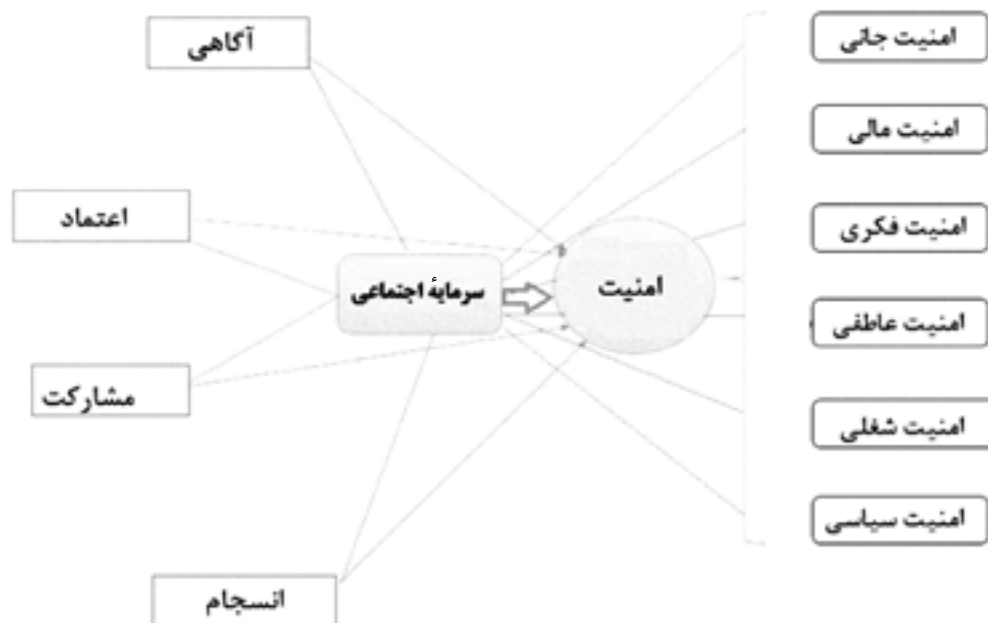 آگاهی
اعتماد
مشارکت
انسجام
سرمایهٔ اجتماعی
امنیت
امنیت جانی
امنیت مالی
امنیت فکری
امنیت عاطفی
امنیت شغلی
امنیت سیاسی